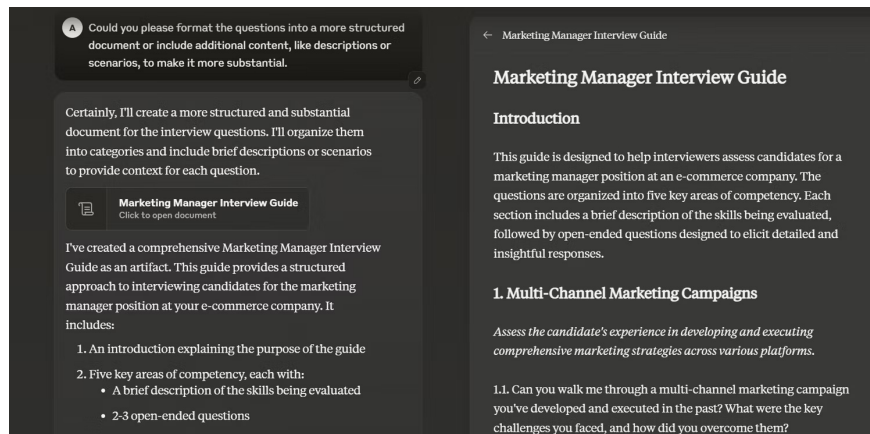 A
Could you please format the questions into a more structured
document or include additional content, like descriptions or
scenarios, to make it more substantial.
Certainly, I'll create a more structured and substantial
document for the interview questions. I'll organize them
into categories and include brief descriptions or scenarios
to provide context for each question.
Marketing Manager Interview Guide
Click to open document
I've created a comprehensive Marketing Manager Interview
Guide as an artifact. This guide provides a structured
approach to interviewing candidates for the marketing
manager position at your e-commerce company. It
includes:
1. An introduction explaining the purpose of the guide
2. Five key areas of competency, each with:
• A brief description of the skills being evaluated
• 2-3 open-ended questions
← Marketing Manager Interview Guide
Marketing Manager Interview Guide
Introduction
This guide is designed to help interviewers assess candidates for a
marketing manager position at an e-commerce company. The
questions are organized into five key areas of competency. Each
section includes a brief description of the skills being evaluated,
followed by open-ended questions designed to elicit detailed and
insightful responses.
1. Multi-Channel Marketing Campaigns
Assess the candidate's experience in developing and executing
comprehensive marketing strategies across various platforms.
1.1. Can you walk me through a multi-channel marketing campaign
you've developed and executed in the past? What were the key
challenges you faced, and how did you overcome them?